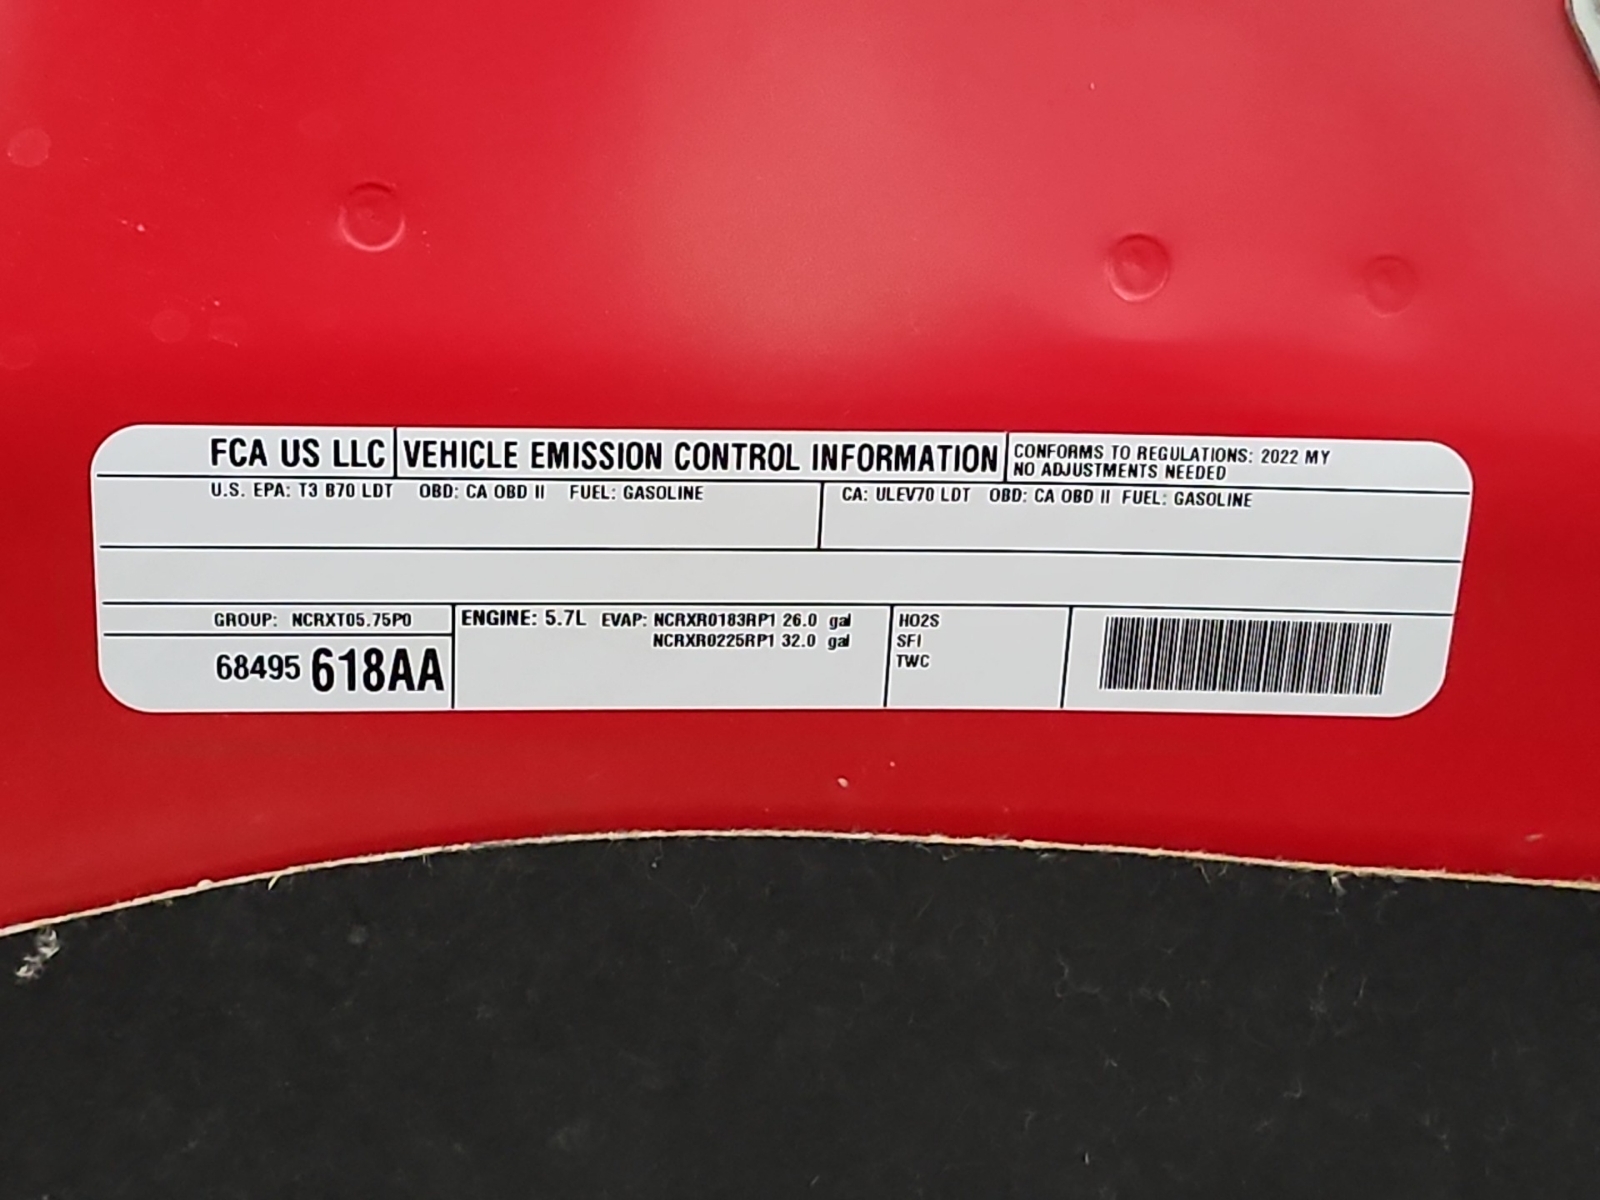 FCA US LLC VEHICLE EMISSION CONTROL INFORMATION
CONFORMS TO REGULATIONS: 2022 MY
NO ADJUSTMENTS NEEDED
U.S. EPA: T3 B70 LDT OBD: CA OBD II FUEL: GASOLINE
CA: ULEV70 LDT OBD: CA OBD II FUEL: GASOLINE
GROUP: NCRXT05.75P0
68495 618AA
ENGINE: 5.7L EVAP: NCRXR0183RP1 26.0 gal
NCRXR0225RP1 32.0 gal
HO2S
SFI
TWC